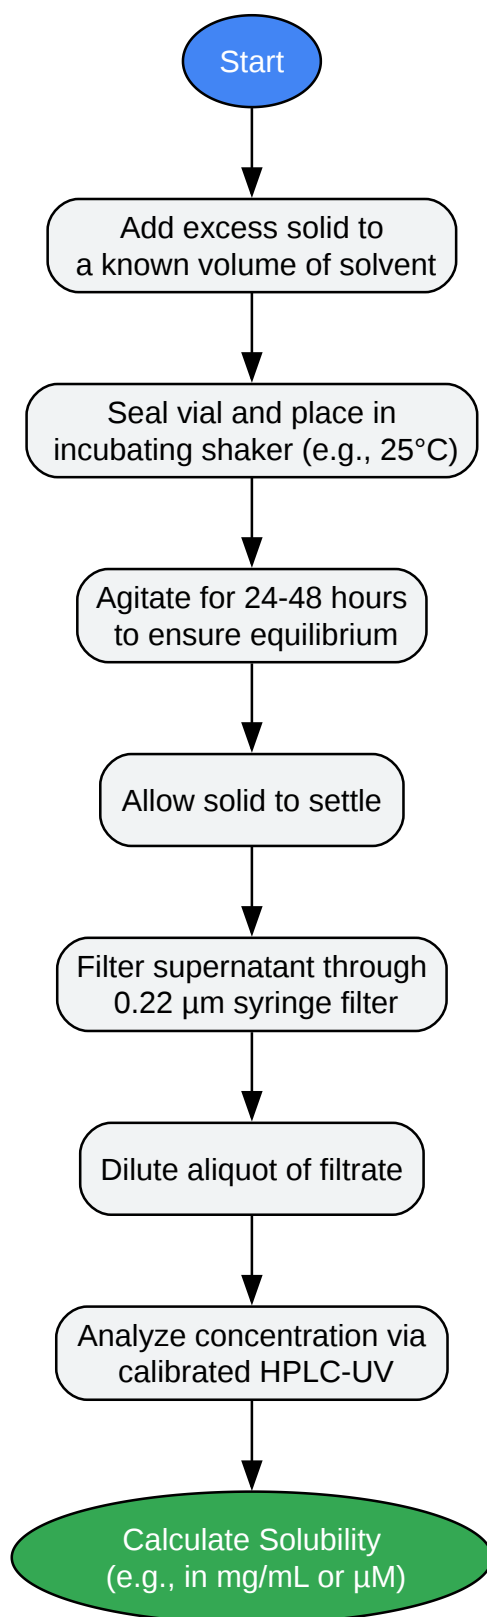 Start
Add excess solid to
a known volume of solvent
Seal vial and place in
incubating shaker (e.g., 25°C)
Agitate for 24-48 hours
to ensure equilibrium
Allow solid to settle
Filter supernatant through
0.22 µm syringe filter
Dilute aliquot of filtrate
Analyze concentration via
calibrated HPLC-UV
Calculate Solubility
(e.g., in mg/mL or µM)